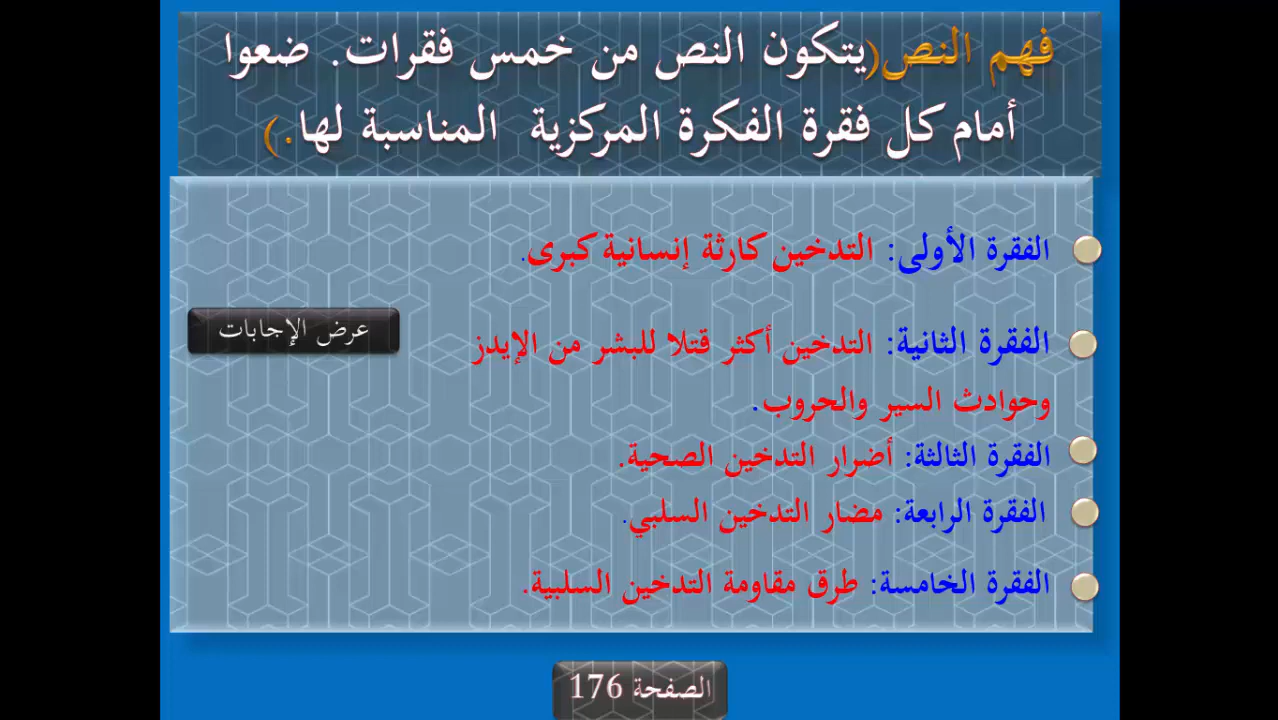 فهم النص(يتكون النص من خمس فقرات. ضعوا
أمام كل فقرة الفكرة المركزية المناسبة لها.)
الفقرة الأولى: التدخين كارثة إنسانية كبرى.
عرض الإجابات
الفقرة الثانية: التدخين أكثر قتلا للبشر من الإيدز
وحوادث السير والحروب.
الفقرة الثالثة: أضرار التدخين الصحية.
الفقرة الرابعة: مضار التدخين السلبي.
الفقرة الخامسة: طرق مقاومة التدخين السلبية.
الصفحة 176